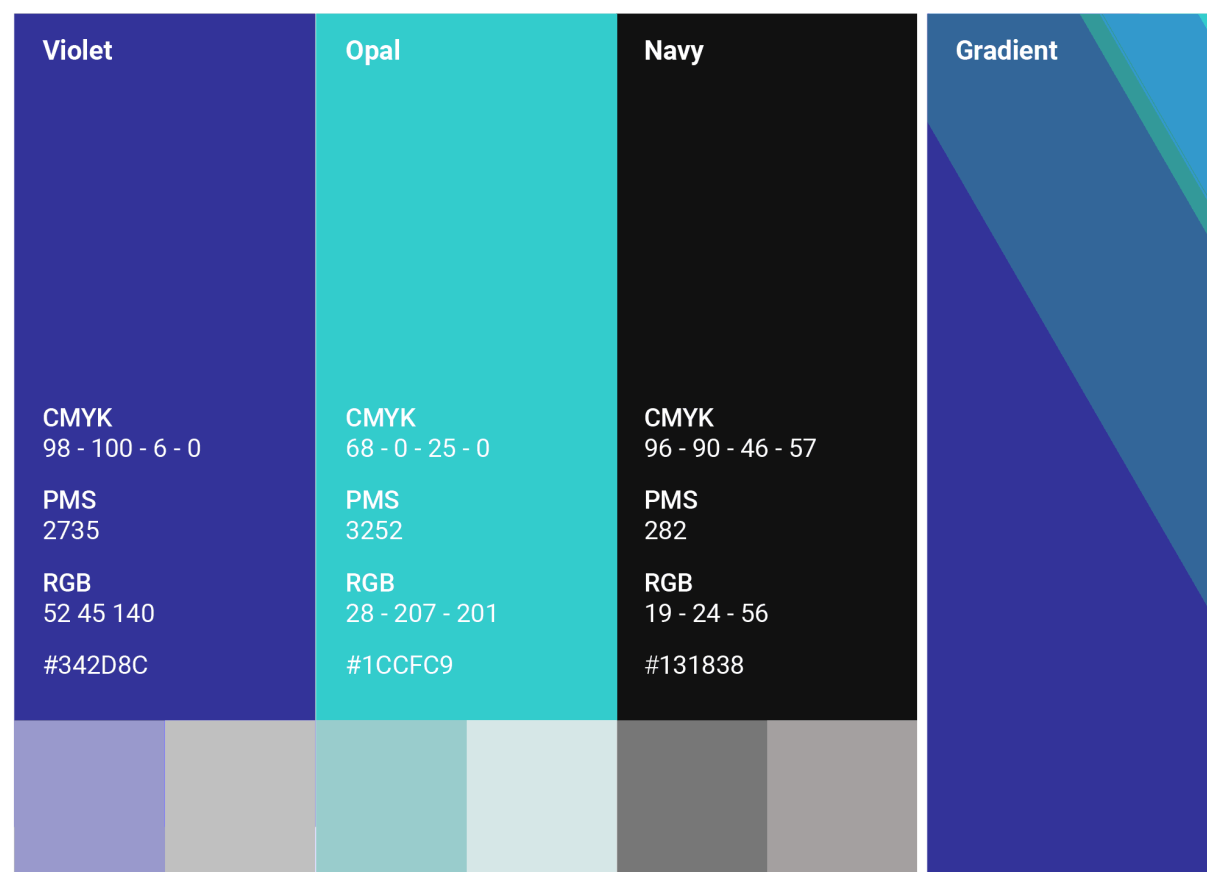 Violet
CMYK
98 - 100 - 6 - 0
PMS
2735
RGB
52 45 140
#342D8C
Opal
CMYK
68 - 0 - 25 - 0
PMS
3252
RGB
28 - 207 - 201
#1CCFC9
Navy
CMYK
96 - 90 - 46 - 57
PMS
282
RGB
19 - 24 - 56
#131838
Gradient